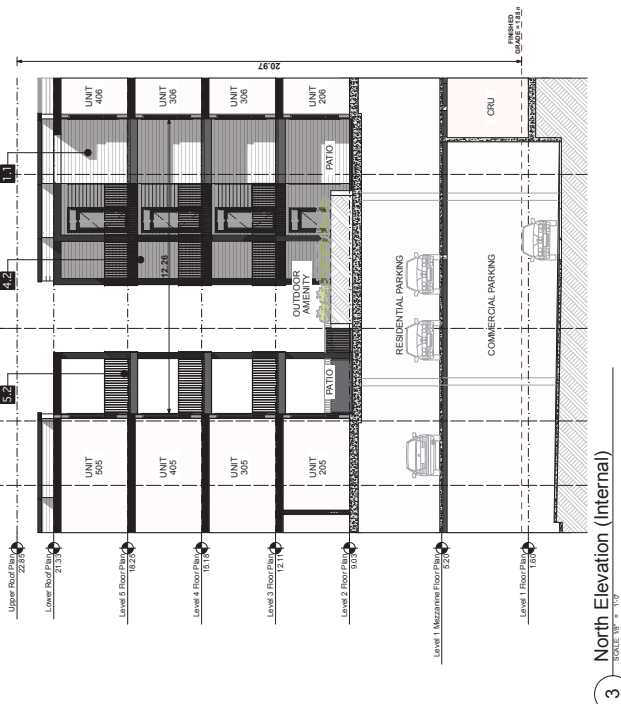 1.1
4.2
5.2
Upper Roof Plan
22.85
Lower Roof Plan
21.33
Level 5 Floor Plan
18.25
Level 4 Floor Plan
15.18
Level 3 Floor Plan
12.11
Level 2 Floor Plan
9.03
Level 1 Mezzanine Floor Plan
5.20
Level 1 Floor Plan
1.60
UNIT
505
UNIT
405
UNIT
305
UNIT
205
PATIO
12.26
OUTDOOR
AMENITY
UNIT
406
UNIT
306
UNIT
306
UNIT
206
PATIO
20.97
RESIDENTIAL PARKING
COMMERCIAL PARKING
CRU
FINISHED
GRADE = 1.88
3
North Elevation (Internal)
SCALE: 1/8" = 1'-0"